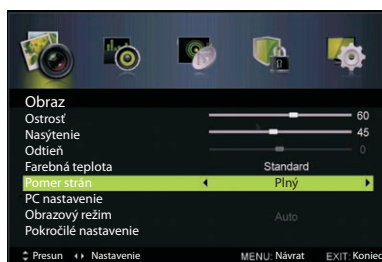 Obraz
Ostrosť 60
Nasýtenie 45
Odtieň 0
Farebná teplota Standard
Pomer strán Plný
PC nastavenie
Obrazový režim Auto
Pokročilé nastavenie
Presun Nastavenie MENU: Návrat EXIT: Koniec